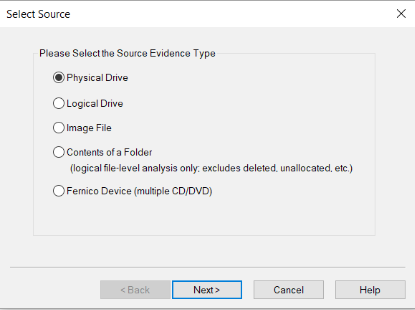 Select Source
Please Select the Source Evidence Type
Physical Drive
Logical Drive
Image File
Contents of a Folder
(logical file-level analysis only; excludes deleted, unallocated, etc.)
Fernico Device (multiple CD/DVD)
< Back Next > Cancel Help